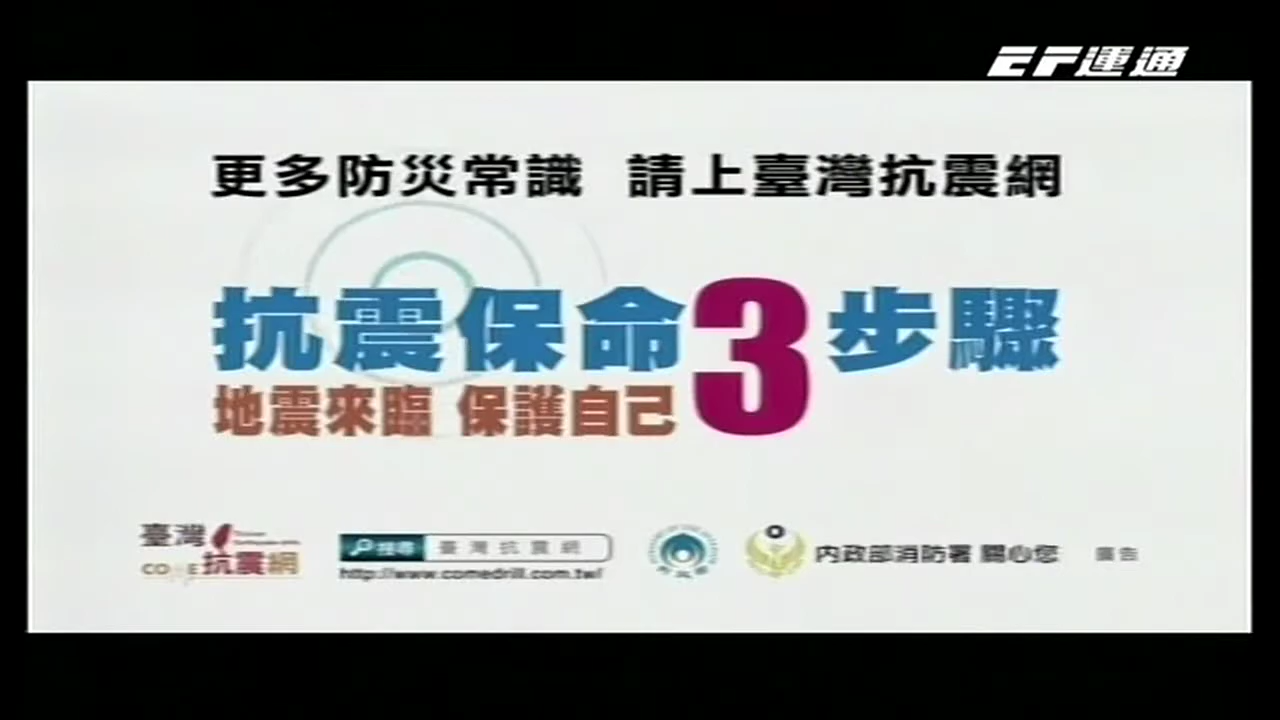 EF運通
更多防災常識 請上臺灣抗震網
抗震保命3步驟
地震來臨 保護自己
臺灣
抗震網
搜尋 臺灣抗震網
http://www.comedrill.com.tw/
內政部消防署 關心您 廣告